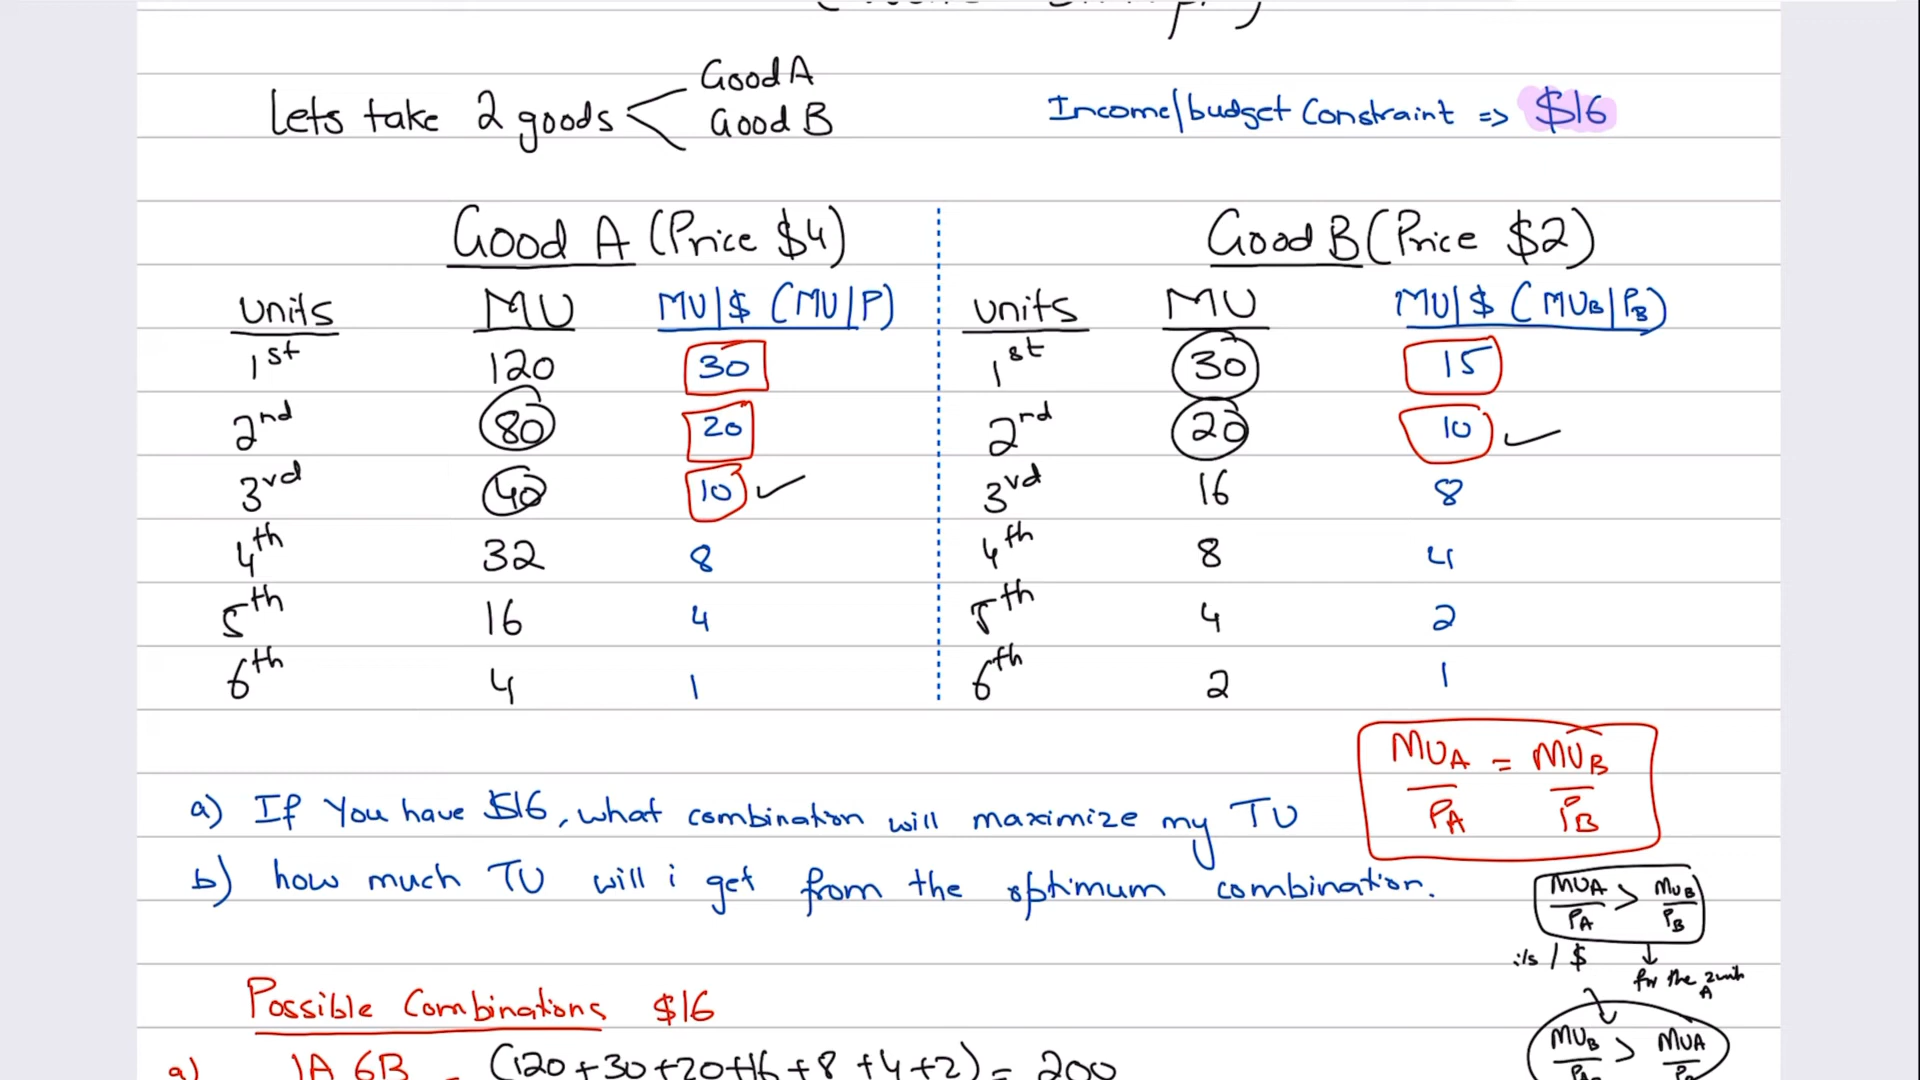 Good A
Lets take 2 goods
Good B
Income/budget Constraint => $16
Good A (Price $4)
Good B (Price $2)
units MU MU/$ (MU/P) units MU MU/$ (MUB/PB)
1st 120 30 1st 30 15
2nd 80 20 2nd 20 10 ✓
3rd 40 10 ✓ 3rd 16 8
4th 32 8 4th 8 4
5th 16 4 5th 4 2
6th 4 1 6th 2 1
MUA/PA = MUB/PB
a) If You have $16, what combination will maximize my TU
b) how much TU will i get from the optimum combination.
MUA/PA > MUB/PB
/ $
for the 2 unit
A
Possible Combinations $16
MUB > MUA
a) 1A 6B = (120+30+20+16+8+4+2) = 200